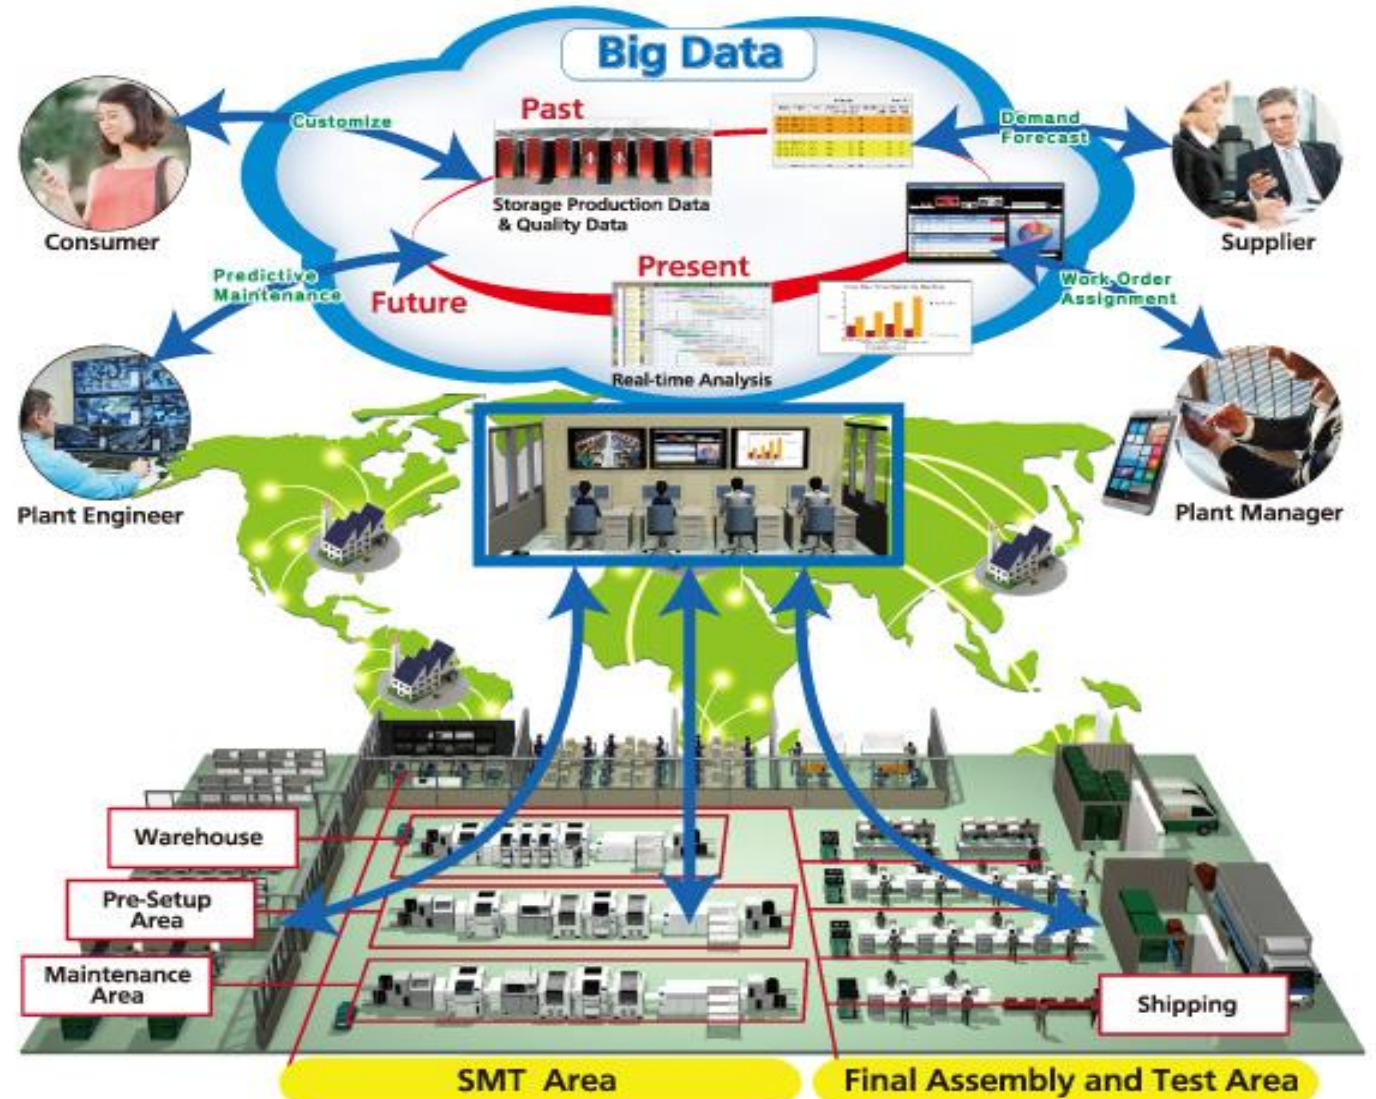 Big Data
Past
Customize
Demand
Forecast
Storage Production Data
& Quality Data
Consumer
Supplier
Present
Predictive
Maintenance
Future
Work Order
Assignment
Real-time Analysis
Plant Engineer
Plant Manager
Warehouse
Pre-Setup
Area
Maintenance
Area
Shipping
SMT Area
Final Assembly and Test Area